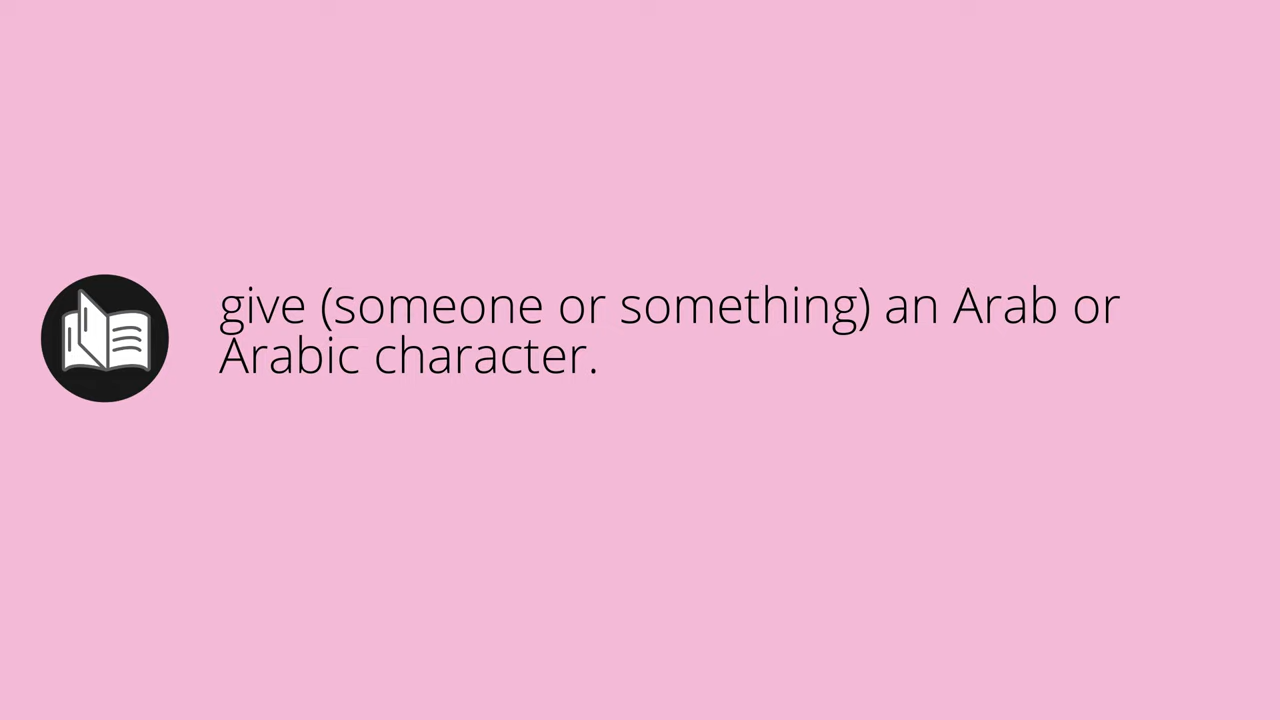 give (someone or something) an Arab or
Arabic character.